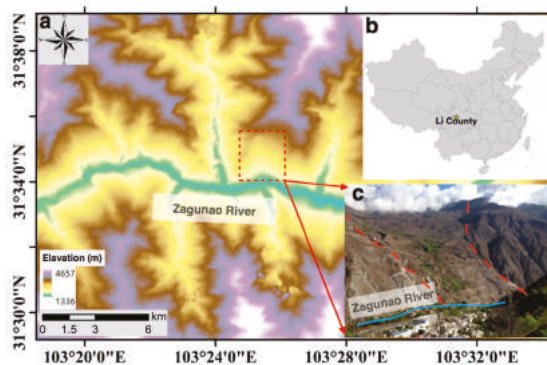 a
31°38'0"N
31°34'0"N
31°30'0"N
Zagunao River
Elevation (m)
4657
1336
0 1.5 3 6
km
103°20'0"E
103°24'0"E
103°28'0"E
103°32'0"E
b
Li County
c
Zagunao River